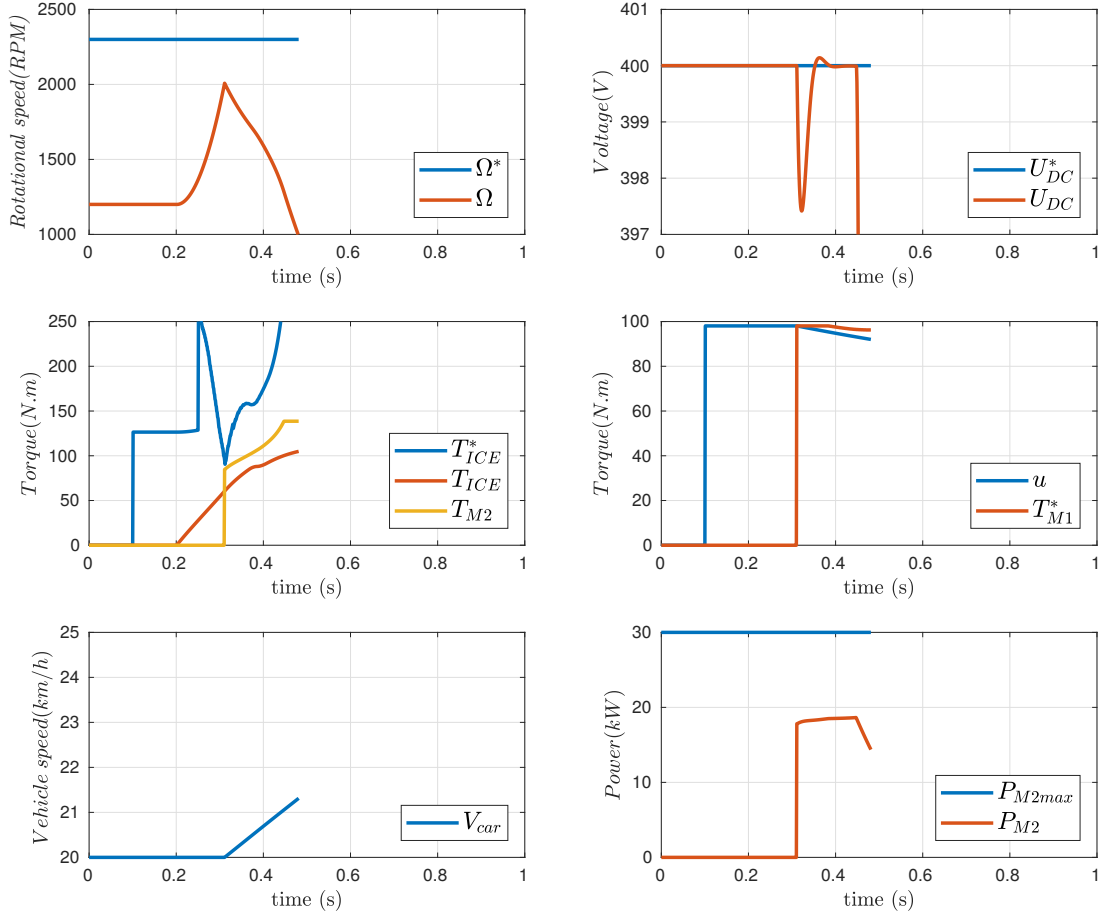 2500
2000
1500
1000
Rotational speed(RPM)
0 0.2 0.4 0.6 0.8 1
time (s)
Ω*
Ω
401
400
399
398
397
Voltage(V)
0 0.2 0.4 0.6 0.8 1
time (s)
U*DC
UDC
250
200
150
100
50
0
Torque(N.m)
0 0.2 0.4 0.6 0.8 1
time (s)
T*ICE
TICE
TM2
100
80
60
40
20
0
Torque(N.m)
0 0.2 0.4 0.6 0.8 1
time (s)
u
T*M1
25
24
23
22
21
20
Vehicle speed(km/h)
0 0.2 0.4 0.6 0.8 1
time (s)
Vcar
30
20
10
0
Power(kW)
0 0.2 0.4 0.6 0.8 1
time (s)
PM2max
PM2